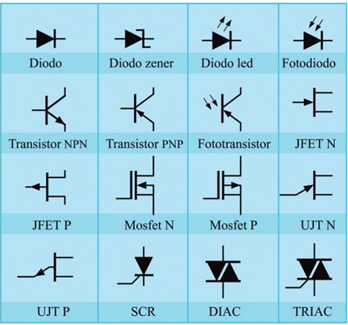 Diodo Diodo zener Diodo led Fotodiodo
Transistor NPN Transistor PNP Fototransistor JFET N
JFET P Mosfet N Mosfet P UJT N
UJT P SCR DIAC TRIAC